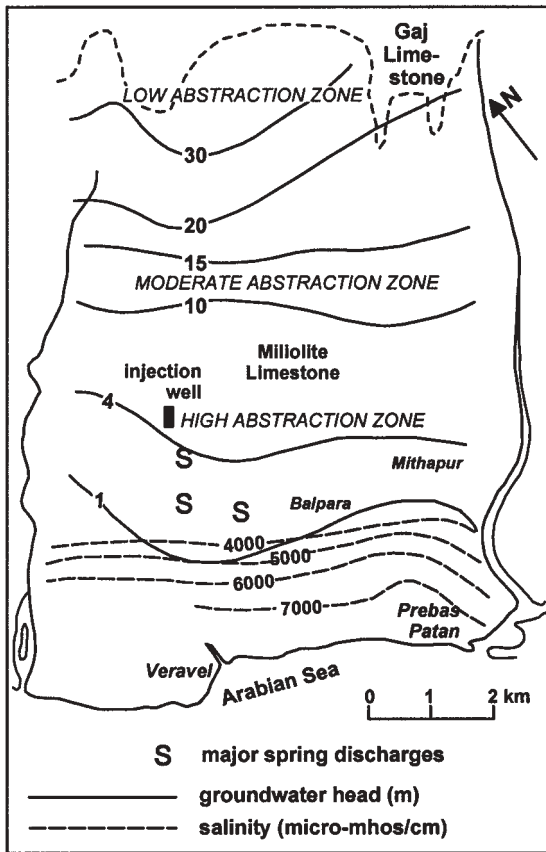 Gaj
Lime-
stone
LOW ABSTRACTION ZONE
N
30
20
15
MODERATE ABSTRACTION ZONE
10
Miliolite
Limestone
injection
well
4
HIGH ABSTRACTION ZONE
S
Mithapur
1
S
S
Balpara
4000
5000
6000
7000
Prebas
Patan
Veravel
Arabian Sea
0 1 2 km
S major spring discharges
groundwater head (m)
salinity (micro-mhos/cm)